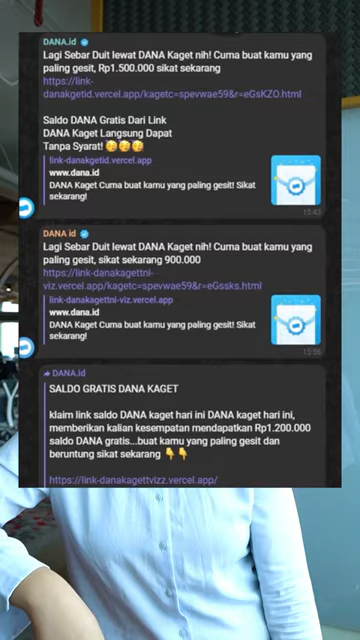 DANA.id
Lagi Sebar Duit lewat DANA Kaget nih! Cuma buat kamu yang
paling gesit, Rp1.500.000 sikat sekarang
https://link-
danakgetid.vercel.app/kagetc=spevwae59&r=eGsKZO.html
Saldo DANA Gratis Dari Link
DANA Kaget Langsung Dapat
Tanpa Syarat! 🥳🥳🥳
link-danakgetid.vercel.app
www.dana.id
DANA Kaget Cuma buat kamu yang paling gesit! Sikat
sekarang!
15:43
DANA id
Lagi Sebar Duit lewat DANA Kaget nih! Cuma buat kamu yang
paling gesit, sikat sekarang 900.000
https://link-danakagettni-
viz.vercel.app/kagetc=spevwae59&r=eGssks.html
link-danakagettni-viz.vercel.app
www.dana.id
DANA Kaget Cuma buat kamu yang paling gesit! Sikat
sekarang!
15:56
DANA.id
SALDO GRATIS DANA KAGET
klaim link saldo DANA kaget hari ini DANA kaget hari ini,
memberikan kalian kesempatan mendapatkan Rp1.200.000
saldo DANA gratis...buat kamu yang paling gesit dan
beruntung sikat sekarang 👇👇
https://link-danakagettvizz.vercel.app/